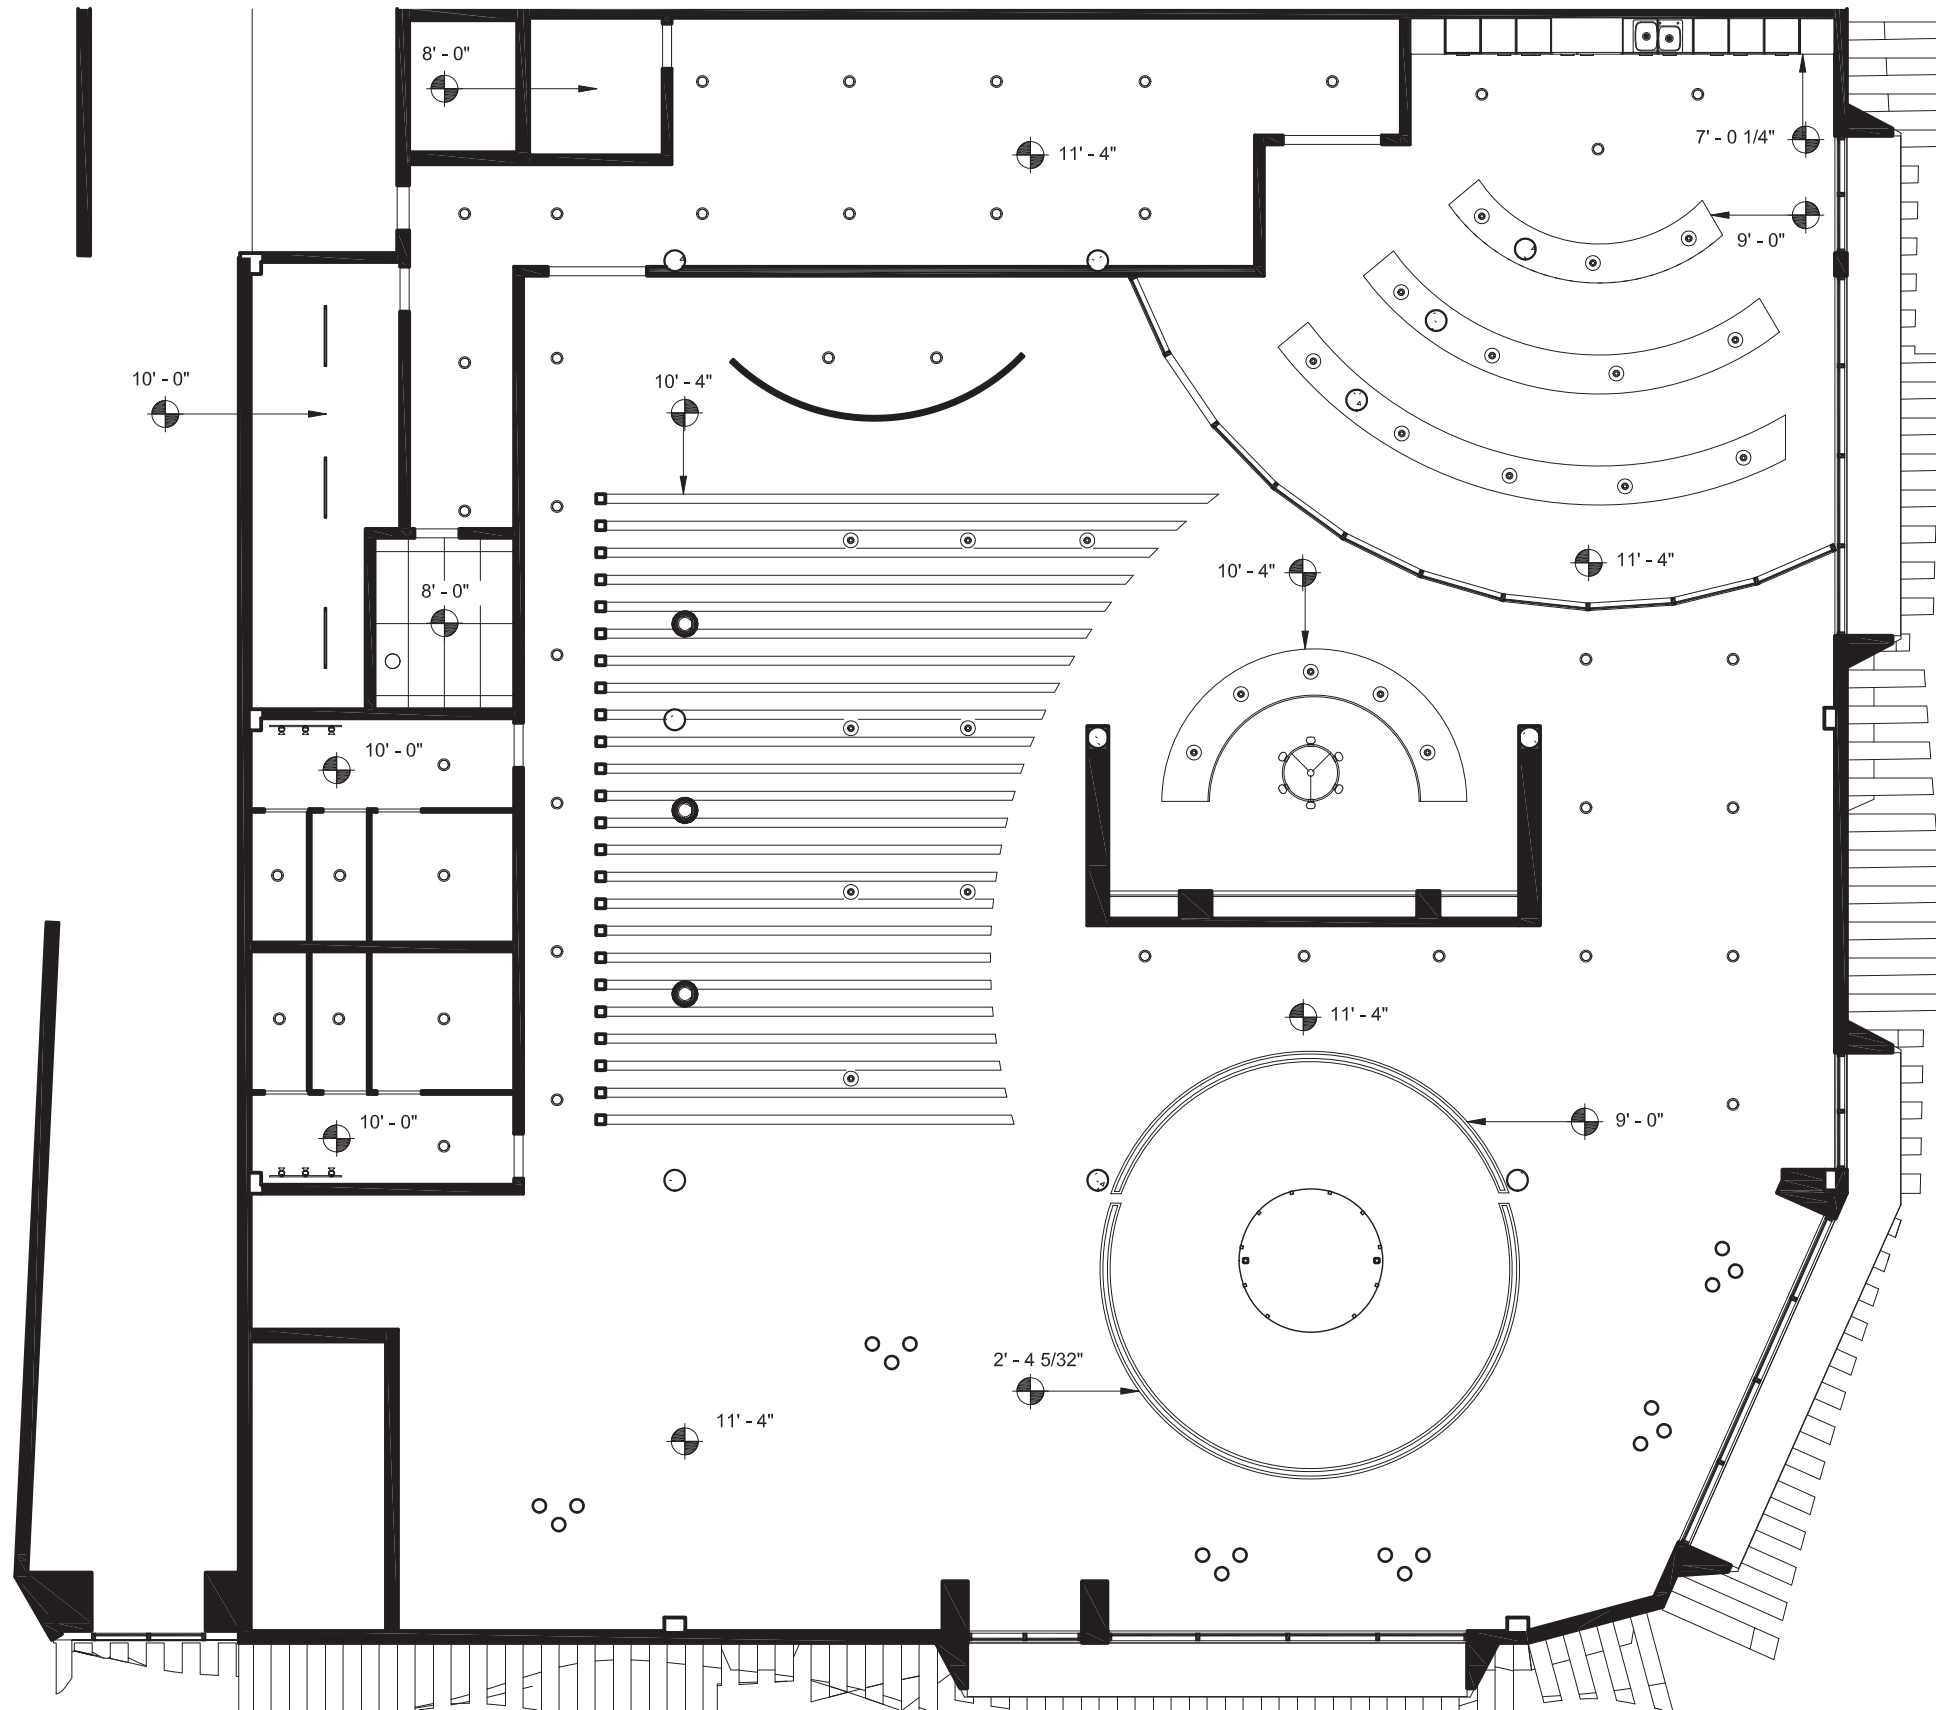 8' - 0"
11' - 4"
7' - 0 1/4"
9' - 0"
10' - 0"
10' - 4"
11' - 4"
10' - 4"
8' - 0"
10' - 0"
11' - 4"
10' - 0"
9' - 0"
2' - 4 5/32"
11' - 4"